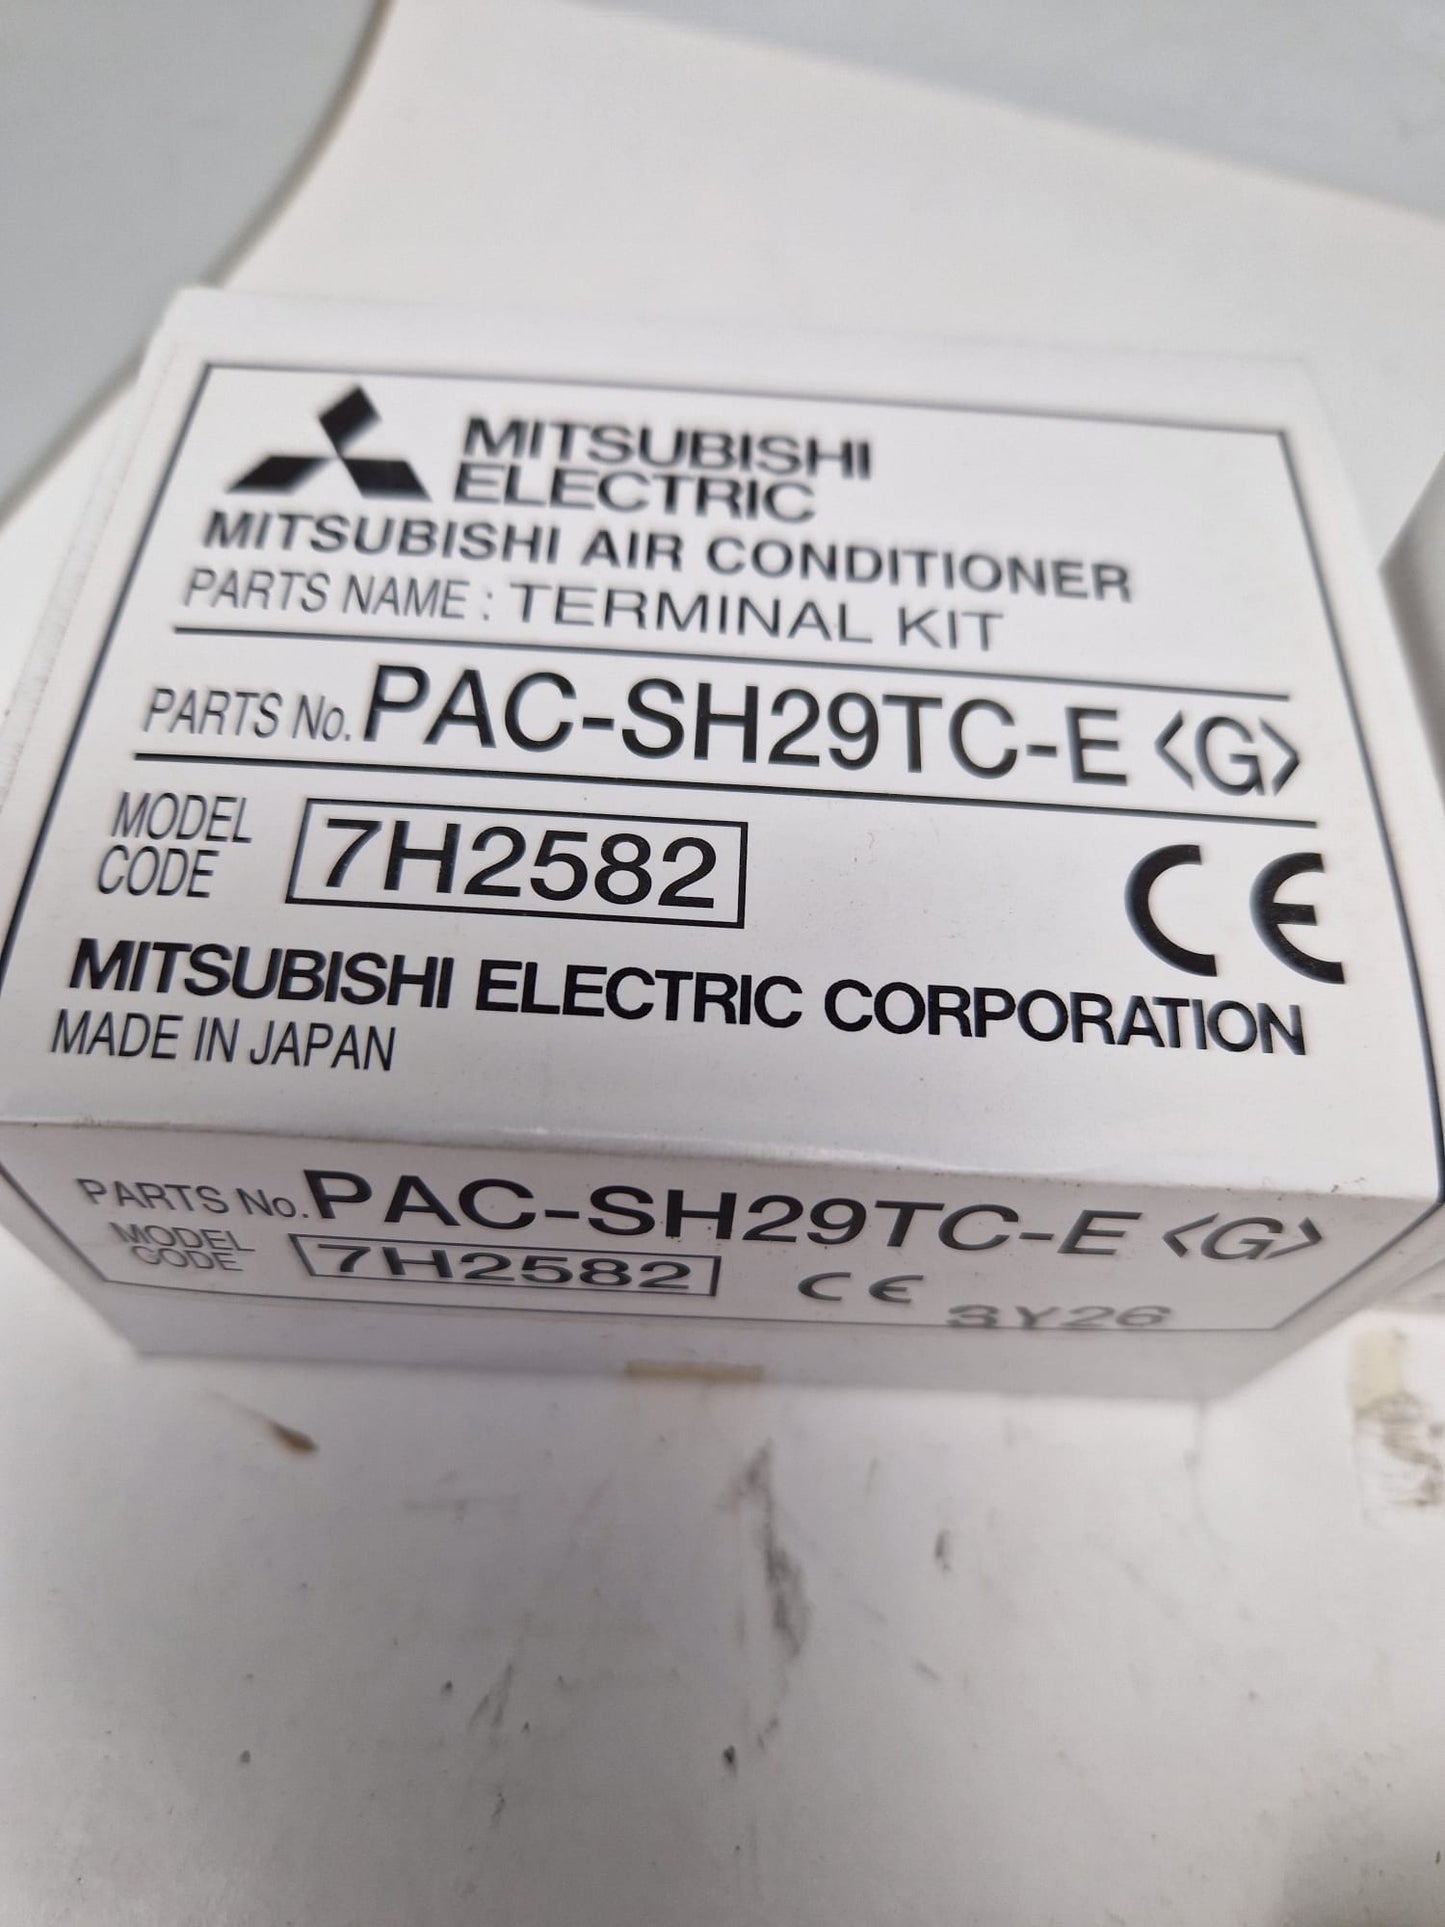 MITSUBISHI
ELECTRIC
MITSUBISHI AIR CONDITIONER
PARTS NAME : TERMINAL KIT
PARTS No. PAC-SH29TC-E <G>
MODEL
CODE 7H2582
CE
MITSUBISHI ELECTRIC CORPORATION
MADE IN JAPAN
PARTS No. PAC-SH29TC-E <G>
MODEL
CODE 7H2582 CE
3Y26